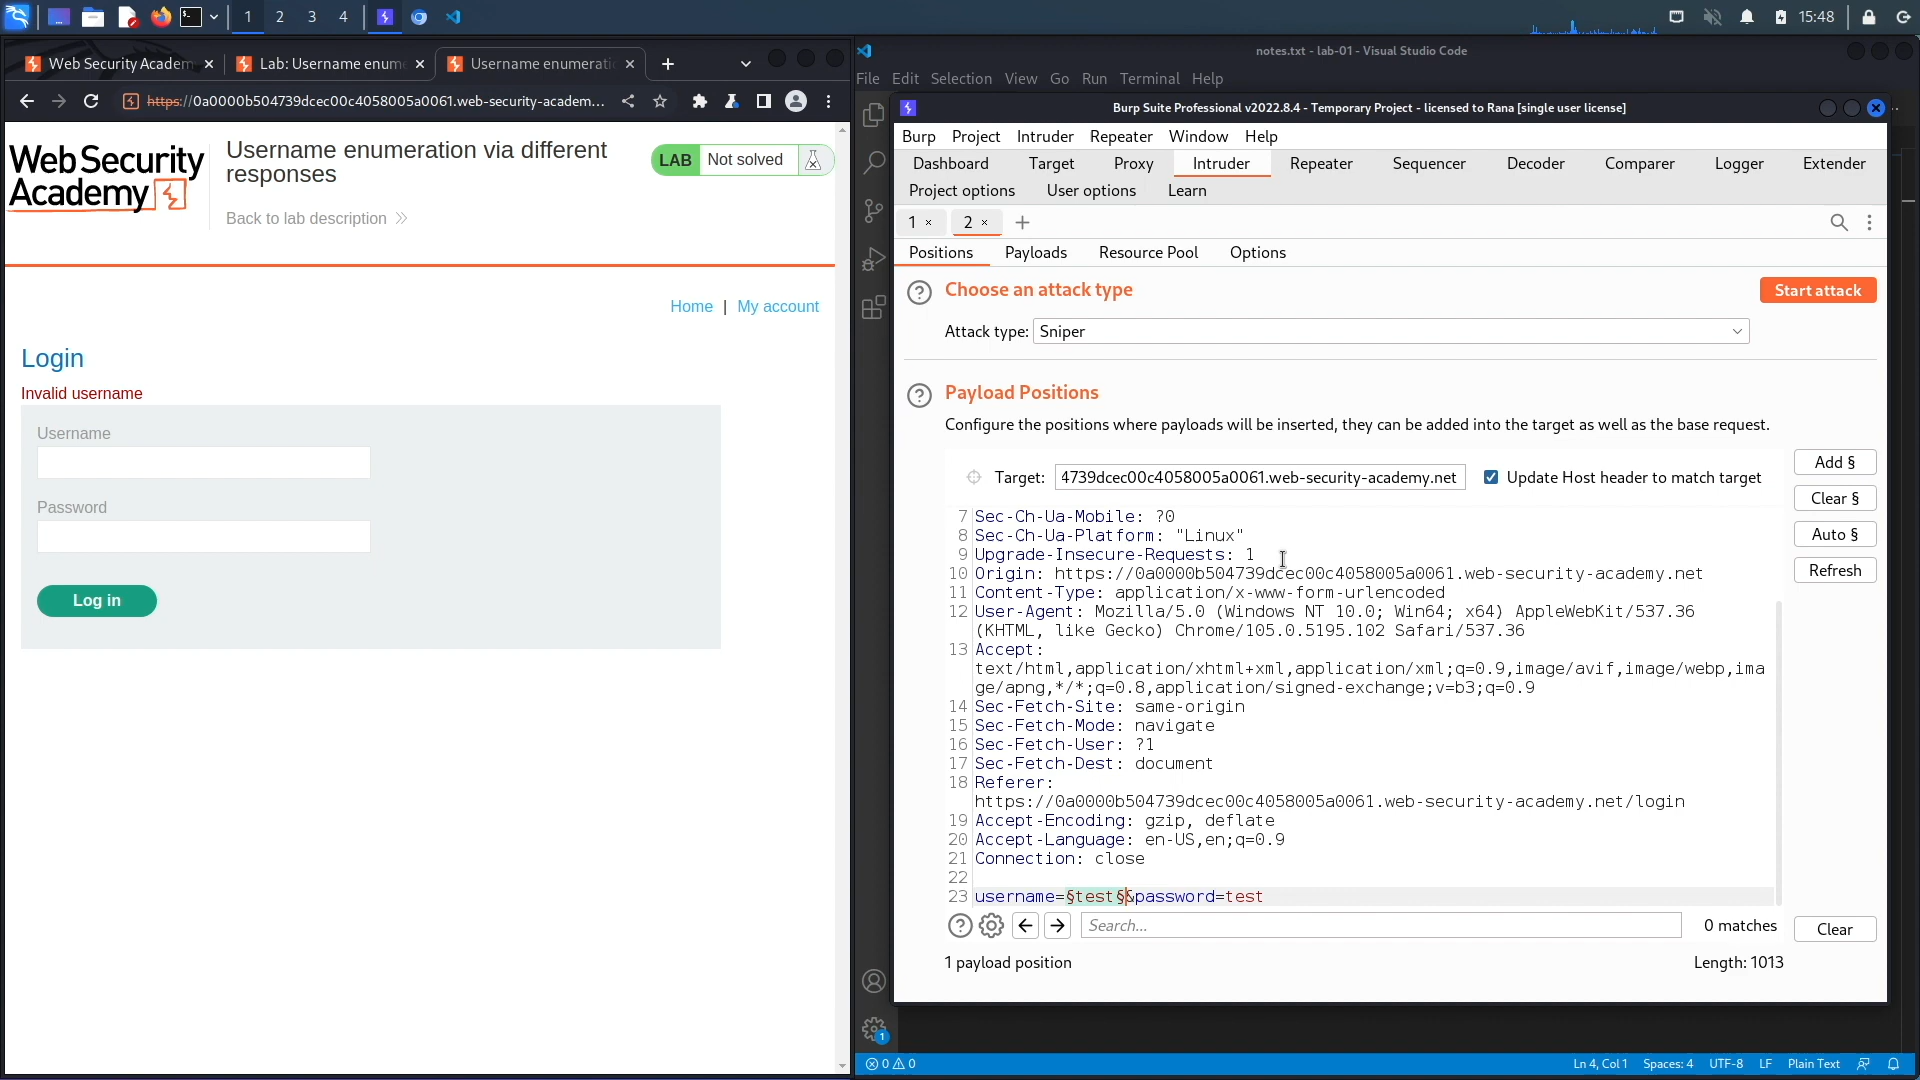 1
2
3
4
15:48
Web Security Academ
Lab: Username enume
Username enumerati
https://0a0000b504739dcec00c4058005a0061.web-security-academ...
WebSecurity
Academy
Username enumeration via different
responses
LAB Not solved
Back to lab description
Home | My account
Login
Invalid username
Username
Password
Log in
notes.txt - lab-01 - Visual Studio Code
File Edit Selection View Go Run Terminal Help
Burp Suite Professional v2022.8.4 - Temporary Project - licensed to Rana [single user license]
Burp Project Intruder Repeater Window Help
Dashboard Target Proxy Intruder Repeater Sequencer Decoder Comparer Logger Extender
Project options User options Learn
1 × 2 × +
Positions Payloads Resource Pool Options
Choose an attack type
Start attack
Attack type: Sniper
Payload Positions
Configure the positions where payloads will be inserted, they can be added into the target as well as the base request.
Target: 4739dcec00c4058005a0061.web-security-academy.net Update Host header to match target
Add §
Clear §
Auto §
Refresh
7 Sec-Ch-Ua-Mobile: ?0
8 Sec-Ch-Ua-Platform: "Linux"
9 Upgrade-Insecure-Requests: 1
10 Origin: https://0a0000b504739dcec00c4058005a0061.web-security-academy.net
11 Content-Type: application/x-www-form-urlencoded
12 User-Agent: Mozilla/5.0 (Windows NT 10.0; Win64; x64) AppleWebKit/537.36
(KHTML, like Gecko) Chrome/105.0.5195.102 Safari/537.36
13 Accept:
text/html,application/xhtml+xml,application/xml;q=0.9,image/avif,image/webp,ima
ge/apng,*/*;q=0.8,application/signed-exchange;v=b3;q=0.9
14 Sec-Fetch-Site: same-origin
15 Sec-Fetch-Mode: navigate
16 Sec-Fetch-User: ?1
17 Sec-Fetch-Dest: document
18 Referer:
https://0a0000b504739dcec00c4058005a0061.web-security-academy.net/login
19 Accept-Encoding: gzip, deflate
20 Accept-Language: en-US,en;q=0.9
21 Connection: close
22
23 username=§test§&password=test
Search...
0 matches
Clear
1 payload position
Length: 1013
1
0 0
Ln 4, Col 1 Spaces: 4 UTF-8 LF Plain Text